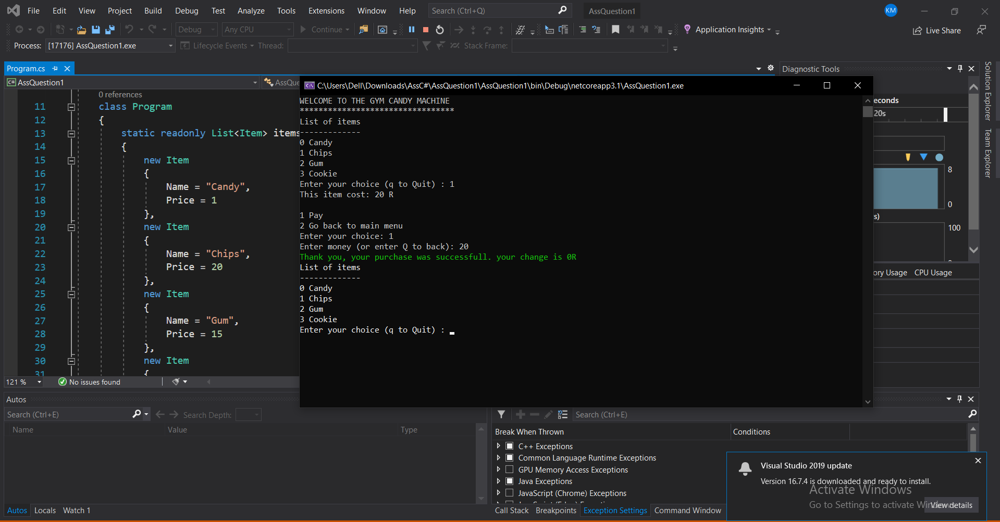 File Edit View Project Build Debug Test Analyze Tools Extensions Window Help Search (Ctrl+Q) AssQuestion1 KM
Debug Any CPU Continue Application Insights Live Share
Process: [17176] AssQuestion1.exe Lifecycle Events Thread: Stack Frame:
Program.cs
C# AssQuestion1 AssQue
0 references
11 class Program
12 {
13 static readonly List<Item> items
14 {
15 new Item
16 {
17 Name = "Candy",
18 Price = 1
19 },
20 new Item
21 {
22 Name = "Chips",
23 Price = 20
24 },
25 new Item
26 {
27 Name = "Gum",
28 Price = 15
29 },
30 new Item
31 {
121 % No issues found
C:\Users\Dell\Downloads\AssC#\AssQuestion1\AssQuestion1\bin\Debug\netcoreapp3.1\AssQuestion1.exe
WELCOME TO THE GYM CANDY MACHINE
*********************************
List of items
-------------
0 Candy
1 Chips
2 Gum
3 Cookie
Enter your choice (q to Quit) : 1
This item cost: 20 R
1 Pay
2 Go back to main menu
Enter your choice: 1
Enter money (or enter Q to back): 20
Thank you, your purchase was successfull. your change is 0R
List of items
-------------
0 Candy
1 Chips
2 Gum
3 Cookie
Enter your choice (q to Quit) :
Diagnostic Tools
econds
20s
8
0
s)
100
ory Usage CPU Usage
Solution Explorer
Team Explorer
Autos
Search (Ctrl+E) Search Depth:
Name Value Type
Autos Locals Watch 1
Search (Ctrl+E)
Break When Thrown Conditions
C++ Exceptions
Common Language Runtime Exceptions
GPU Memory Access Exceptions
Java Exceptions
JavaScript (Chrome) Exceptions
Call Stack Breakpoints Exception Settings Command Window
Visual Studio 2019 update
Version 16.7.4 is downloaded and ready to install.
Activate Windows
Go to Settings to activate Windows.
View details